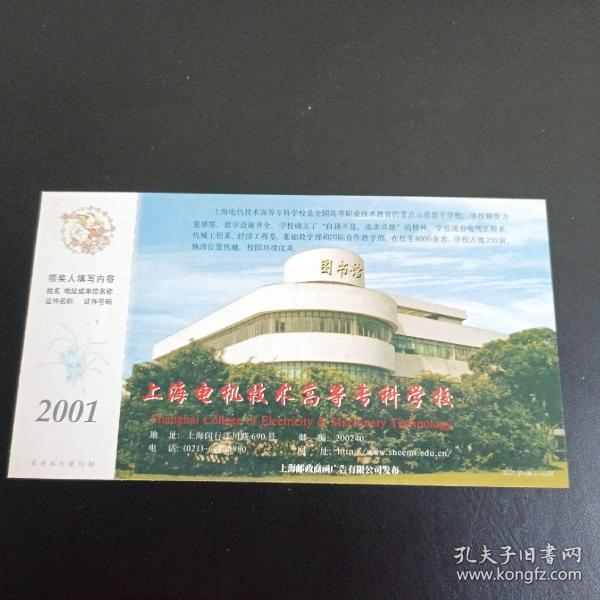 上海电机技术高等专科学校是全国高等职业技术教育的重点示范骨干学校。学校师资力
量雄厚，教学设施齐全。学校确立了“自强不息，追求卓越”的精神。学校现有电气工程系、
机械工程系、经济工程系、基础教学部和国际合作教学部。在校生6000余名。学校占地250亩，
地理位置优越，校园环境优美。
图书馆
领奖人填写内容
姓名 地址或单位名称
证件名称 证件号码
2001
采用再生纸印制
上海电机技术高等专科学校
Shanghai College of Electricity & Machinery Technology
地 址: 上海闵行江川路690号 邮 编: 200240
电 话: (021) 网 址: http://www.sheemt.edu.cn/
上海邮政商函广告有限公司发布
孔夫子旧书网
www.kongfz.com